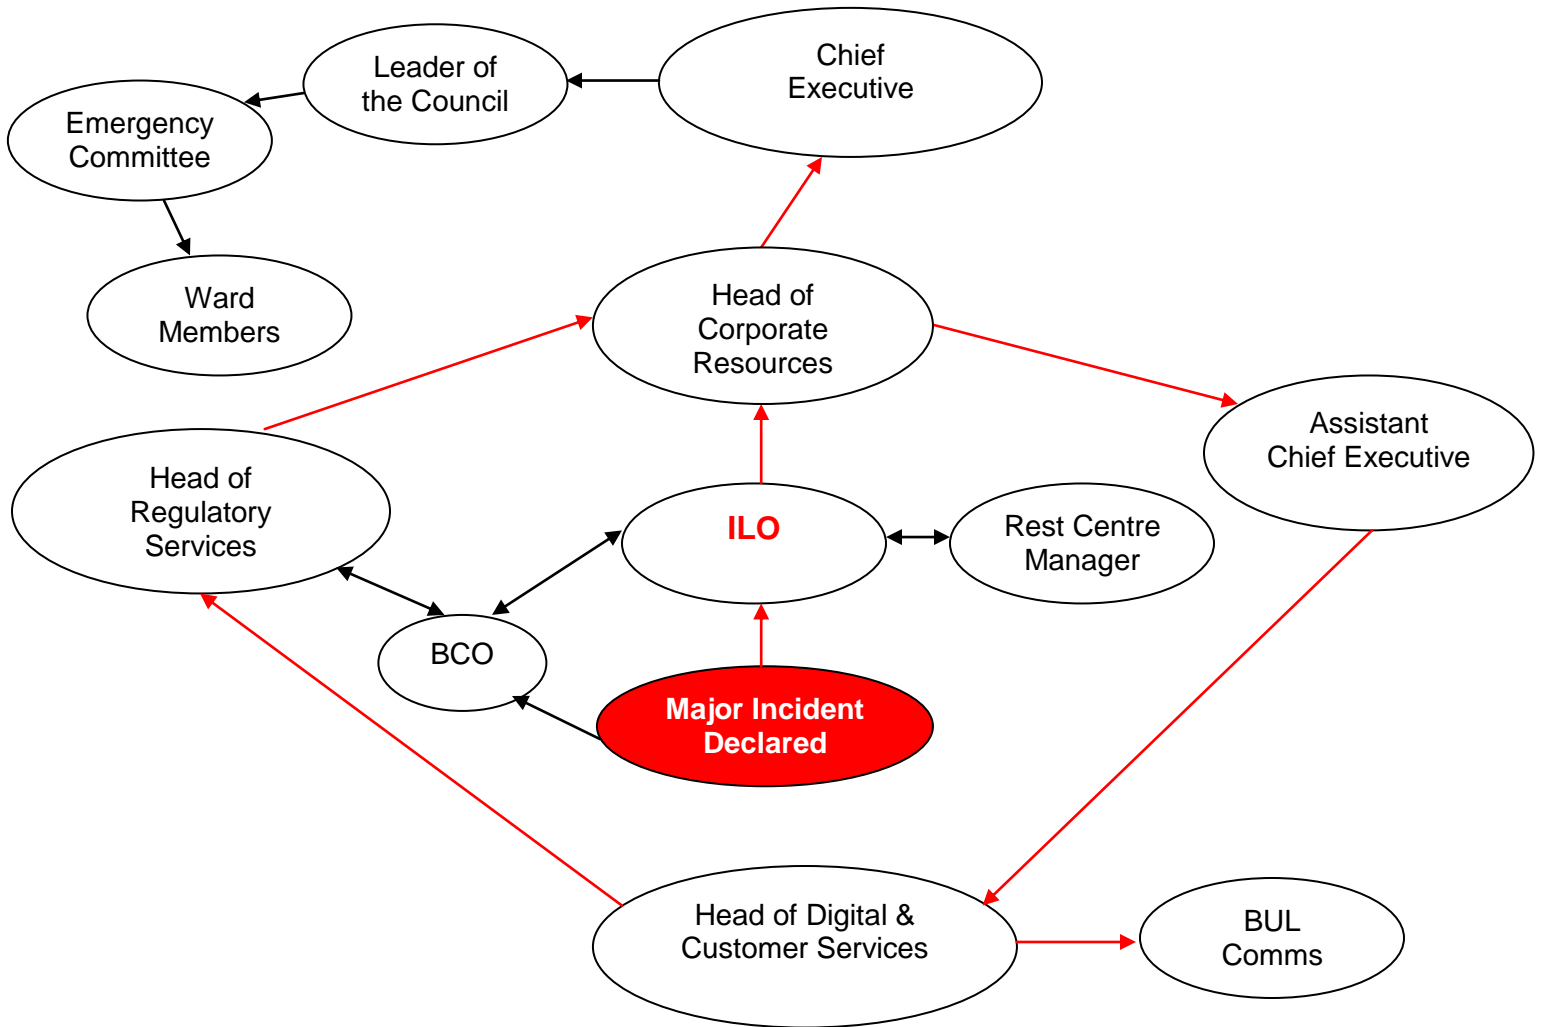 Chief
Executive
Leader of
the Council
Emergency
Committee
Ward
Members
Head of
Corporate
Resources
Assistant
Chief Executive
Head of
Regulatory
Services
ILO
Rest Centre
Manager
BCO
Major Incident
Declared
Head of Digital &
Customer Services
BUL
Comms